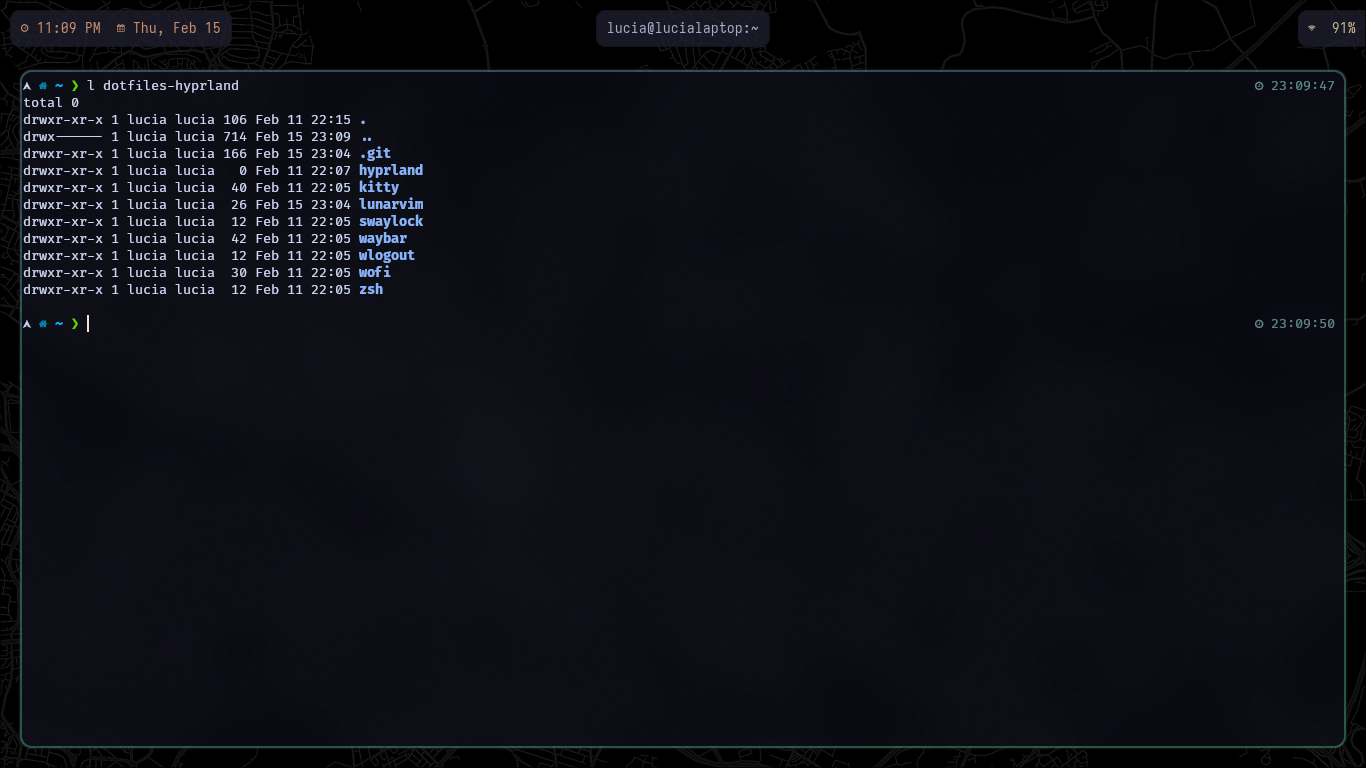 11:09 PM Thu, Feb 15
lucia@lucialaptop:~
91%
~ ❯ l dotfiles-hyprland 23:09:47
total 0
drwxr-xr-x 1 lucia lucia 106 Feb 11 22:15 .
drwx------ 1 lucia lucia 714 Feb 15 23:09 ..
drwxr-xr-x 1 lucia lucia 166 Feb 15 23:04 .git
drwxr-xr-x 1 lucia lucia   0 Feb 11 22:07 hyprland
drwxr-xr-x 1 lucia lucia  40 Feb 11 22:05 kitty
drwxr-xr-x 1 lucia lucia  26 Feb 15 23:04 lunarvim
drwxr-xr-x 1 lucia lucia  12 Feb 11 22:05 swaylock
drwxr-xr-x 1 lucia lucia  42 Feb 11 22:05 waybar
drwxr-xr-x 1 lucia lucia  12 Feb 11 22:05 wlogout
drwxr-xr-x 1 lucia lucia  30 Feb 11 22:05 wofi
drwxr-xr-x 1 lucia lucia  12 Feb 11 22:05 zsh
~ ❯ 23:09:50